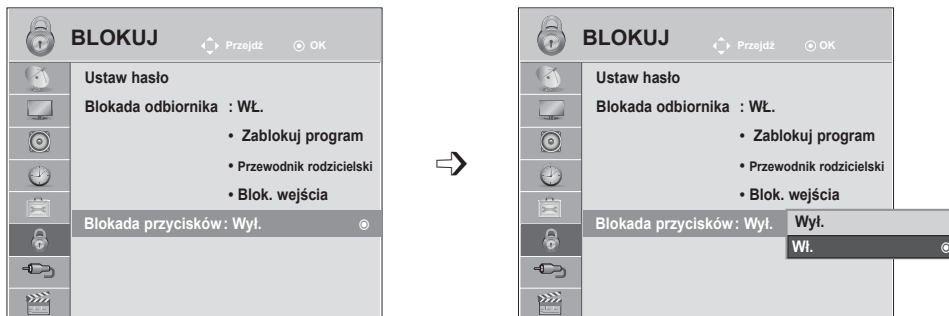 BLOKUJ Przejdź OK
Ustaw hasło
Blokada odbiornika : WŁ.
• Zablokuj program
• Przewodnik rodzicielski
• Blok. wejścia
Blokada przycisków : Wył.
BLOKUJ Przejdź OK
Ustaw hasło
Blokada odbiornika : WŁ.
• Zablokuj program
• Przewodnik rodzicielski
• Blok. wejścia
Blokada przycisków : Wył.
Wył.
Wł.